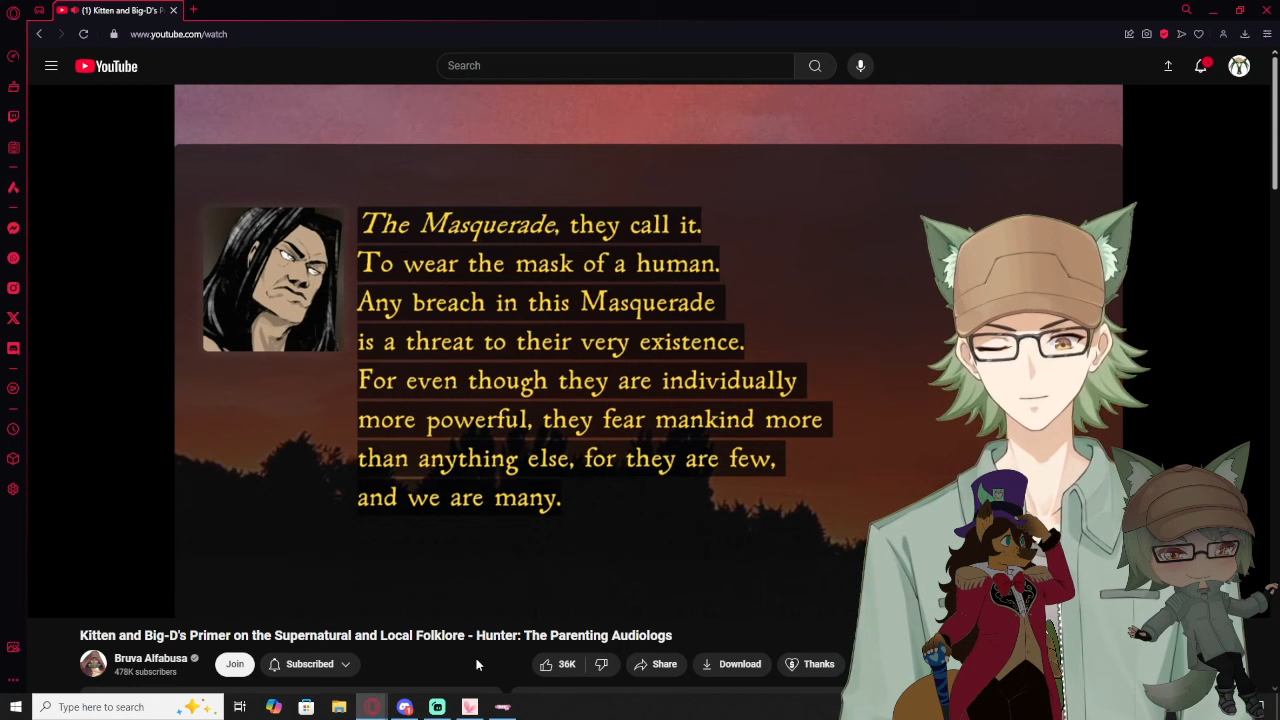 (1) Kitten and Big-D's P
www.youtube.com/watch
YouTube
Search
The Masquerade, they call it.
To wear the mask of a human.
Any breach in this Masquerade
is a threat to their very existence.
For even though they are individually
more powerful, they fear mankind more
than anything else, for they are few,
and we are many.
Kitten and Big-D's Primer on the Supernatural and Local Folklore - Hunter: The Parenting Audiologs
Bruva Alfabusa
478K subscribers
Join
Subscribed
36K
Share
Download
Thanks
Type here to search